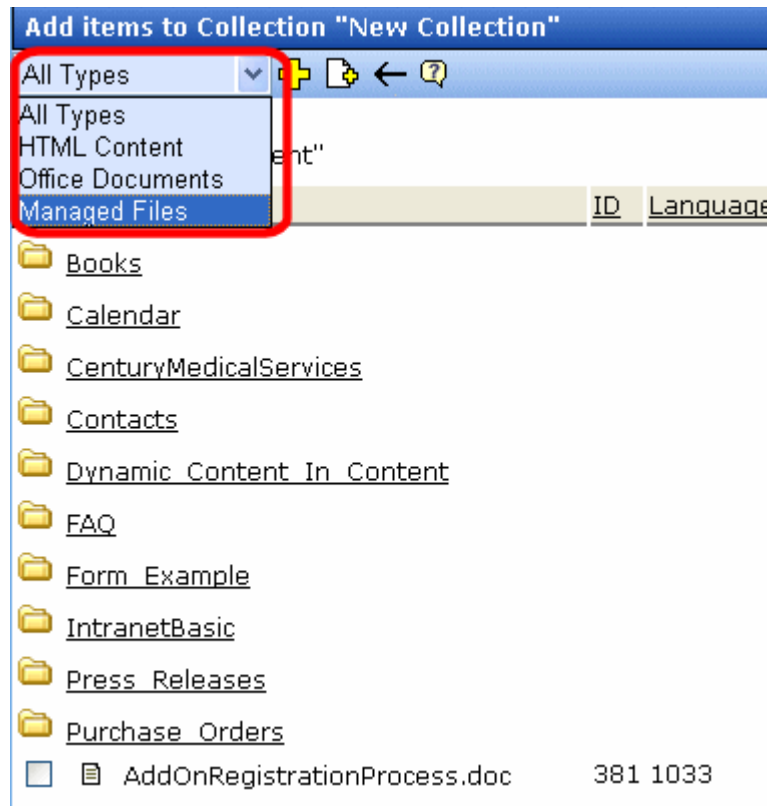 Add items to Collection "New Collection"
All Types
All Types
HTML Content
Office Documents
Managed Files
ID Language
Books
Calendar
CenturyMedicalServices
Contacts
Dynamic_Content_In_Content
FAQ
Form_Example
IntranetBasic
Press_Releases
Purchase_Orders
AddOnRegistrationProcess.doc 381 1033